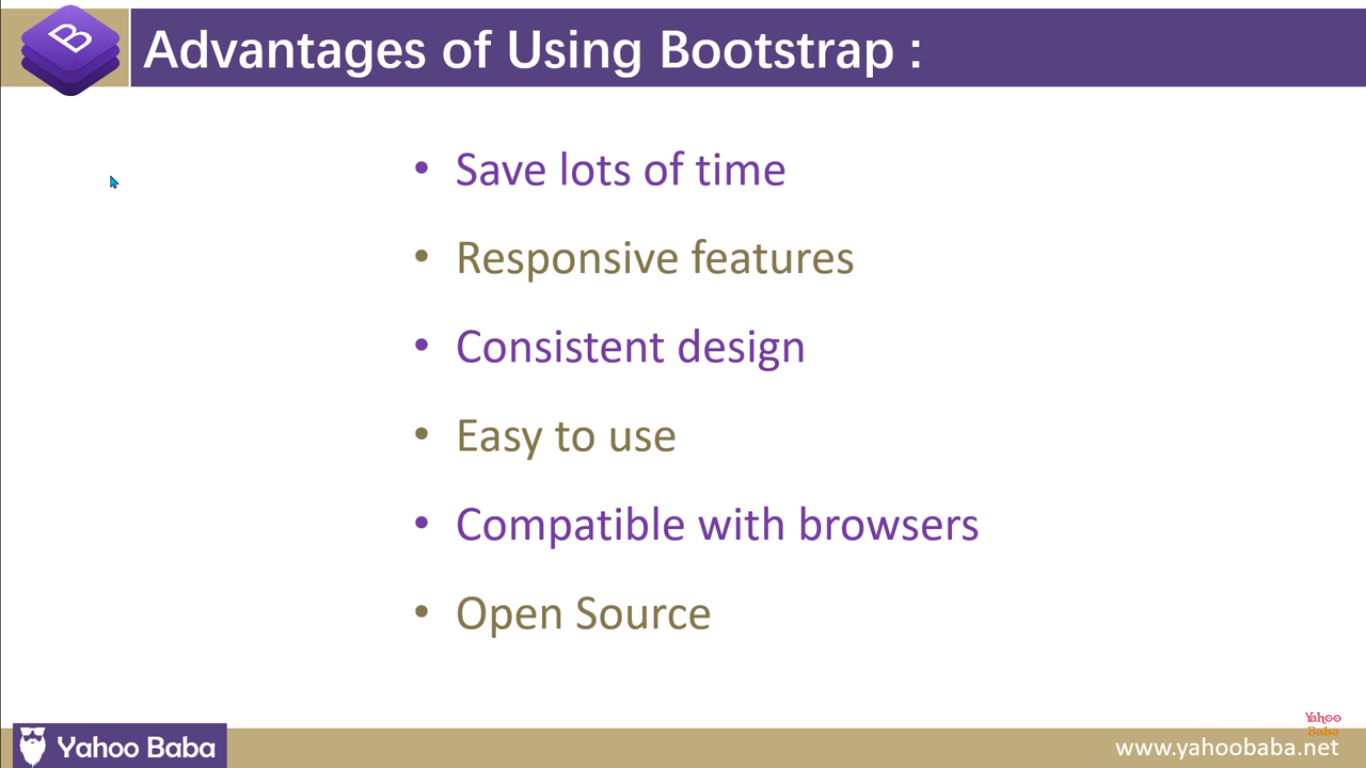 B
Advantages of Using Bootstrap :
• Save lots of time
• Responsive features
• Consistent design
• Easy to use
• Compatible with browsers
• Open Source
Yahoo Baba
Yahoo
Baba
www.yahoobaba.net